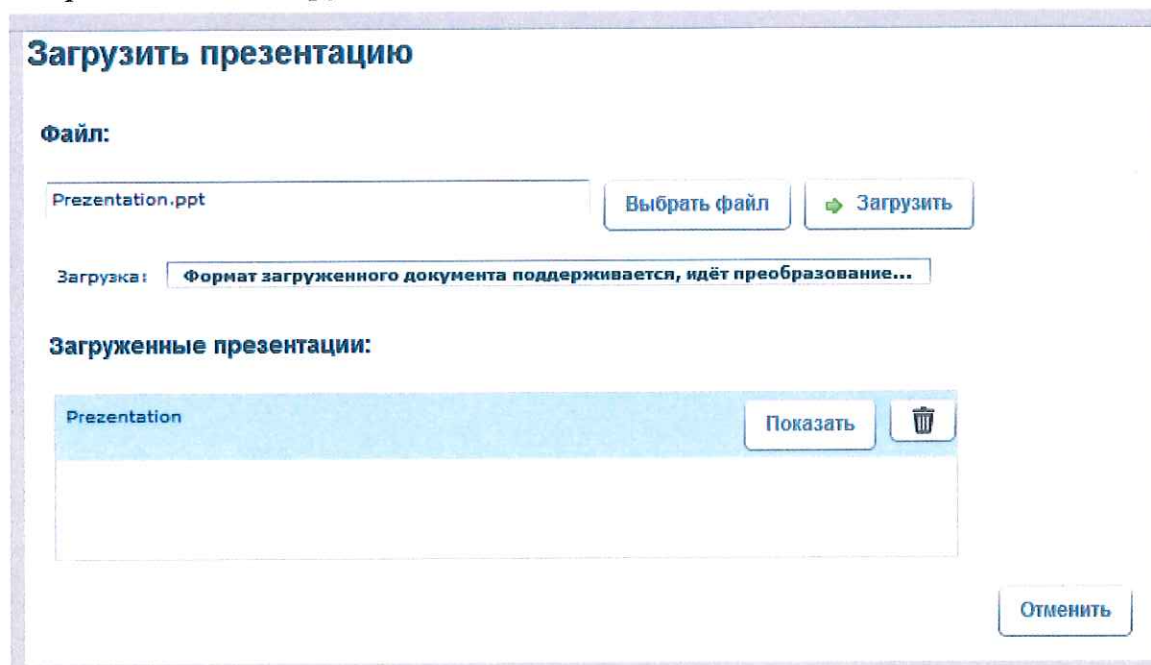 Загрузить презентацию
Файл:
Prezentation.ppt
Выбрать файл
Загрузить
Загрузка: Формат загруженного документа поддерживается, идёт преобразование...
Загруженные презентации:
Prezentation
Показать
Отменить